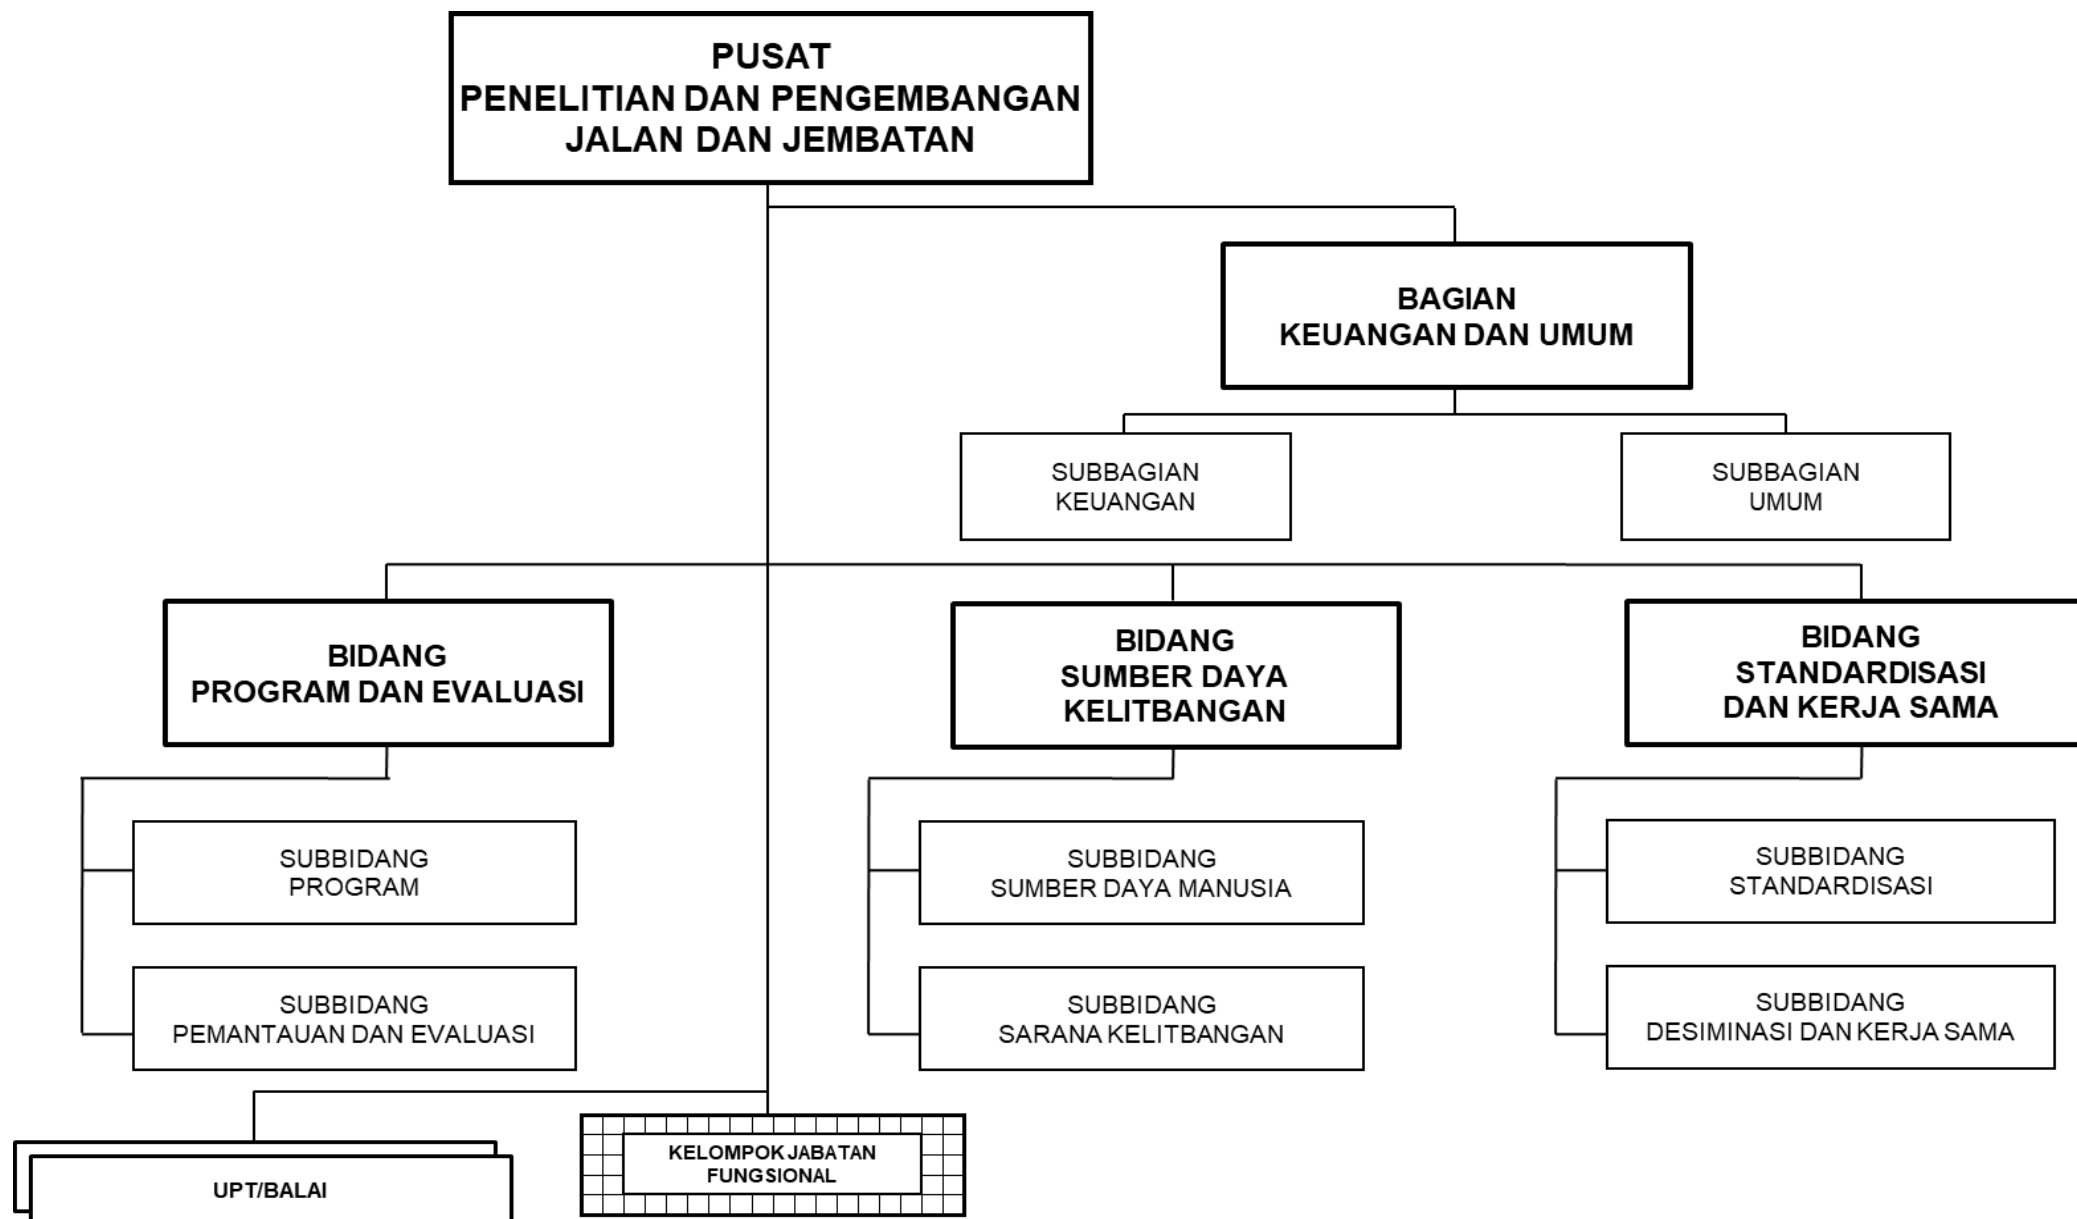 PUSAT
PENELITIAN DAN PENGEMBANGAN
JALAN DAN JEMBATAN
BAGIAN
KEUANGAN DAN UMUM
SUBBAGIAN
KEUANGAN
SUBBAGIAN
UMUM
BIDANG
PROGRAM DAN EVALUASI
BIDANG
SUMBER DAYA
KELITBANGAN
BIDANG
STANDARDISASI
DAN KERJA SAMA
SUBBIDANG
PROGRAM
SUBBIDANG
SUMBER DAYA MANUSIA
SUBBIDANG
STANDARDISASI
SUBBIDANG
PEMANTAUAN DAN EVALUASI
SUBBIDANG
SARANA KELITBANGAN
SUBBIDANG
DESIMINASI DAN KERJA SAMA
UPT/BALAI
KELOMPOK JABATAN
FUNGSIONAL